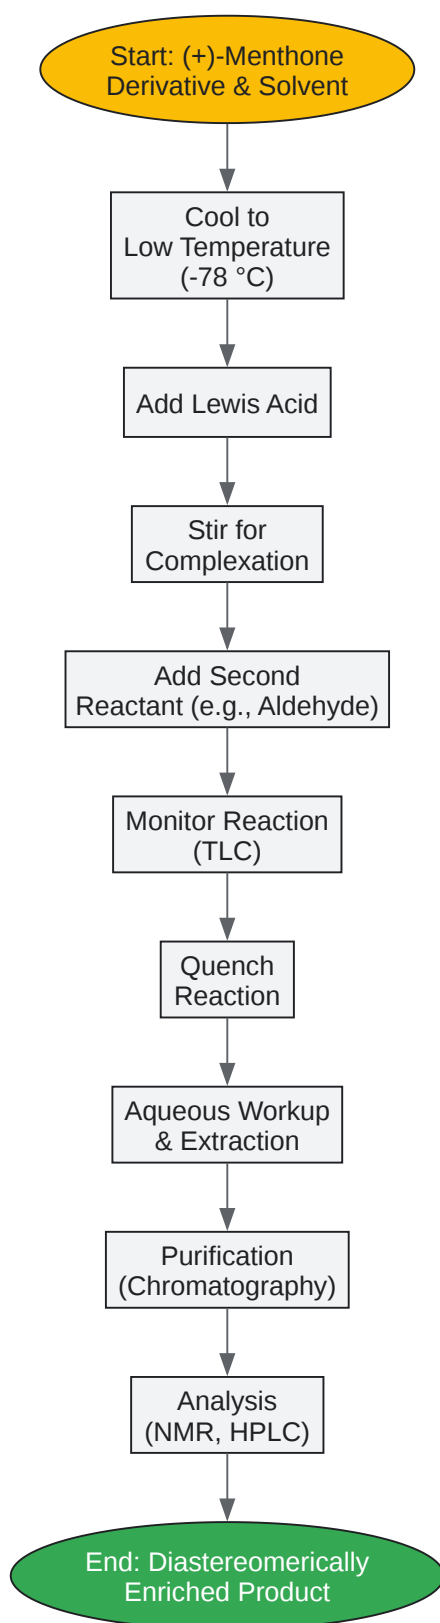 Start: (+)-Menthone
Derivative & Solvent
Cool to
Low Temperature
(-78 °C)
Add Lewis Acid
Stir for
Complexation
Add Second
Reactant (e.g., Aldehyde)
Monitor Reaction
(TLC)
Quench
Reaction
Aqueous Workup
& Extraction
Purification
(Chromatography)
Analysis
(NMR, HPLC)
End: Diastereomerically
Enriched Product